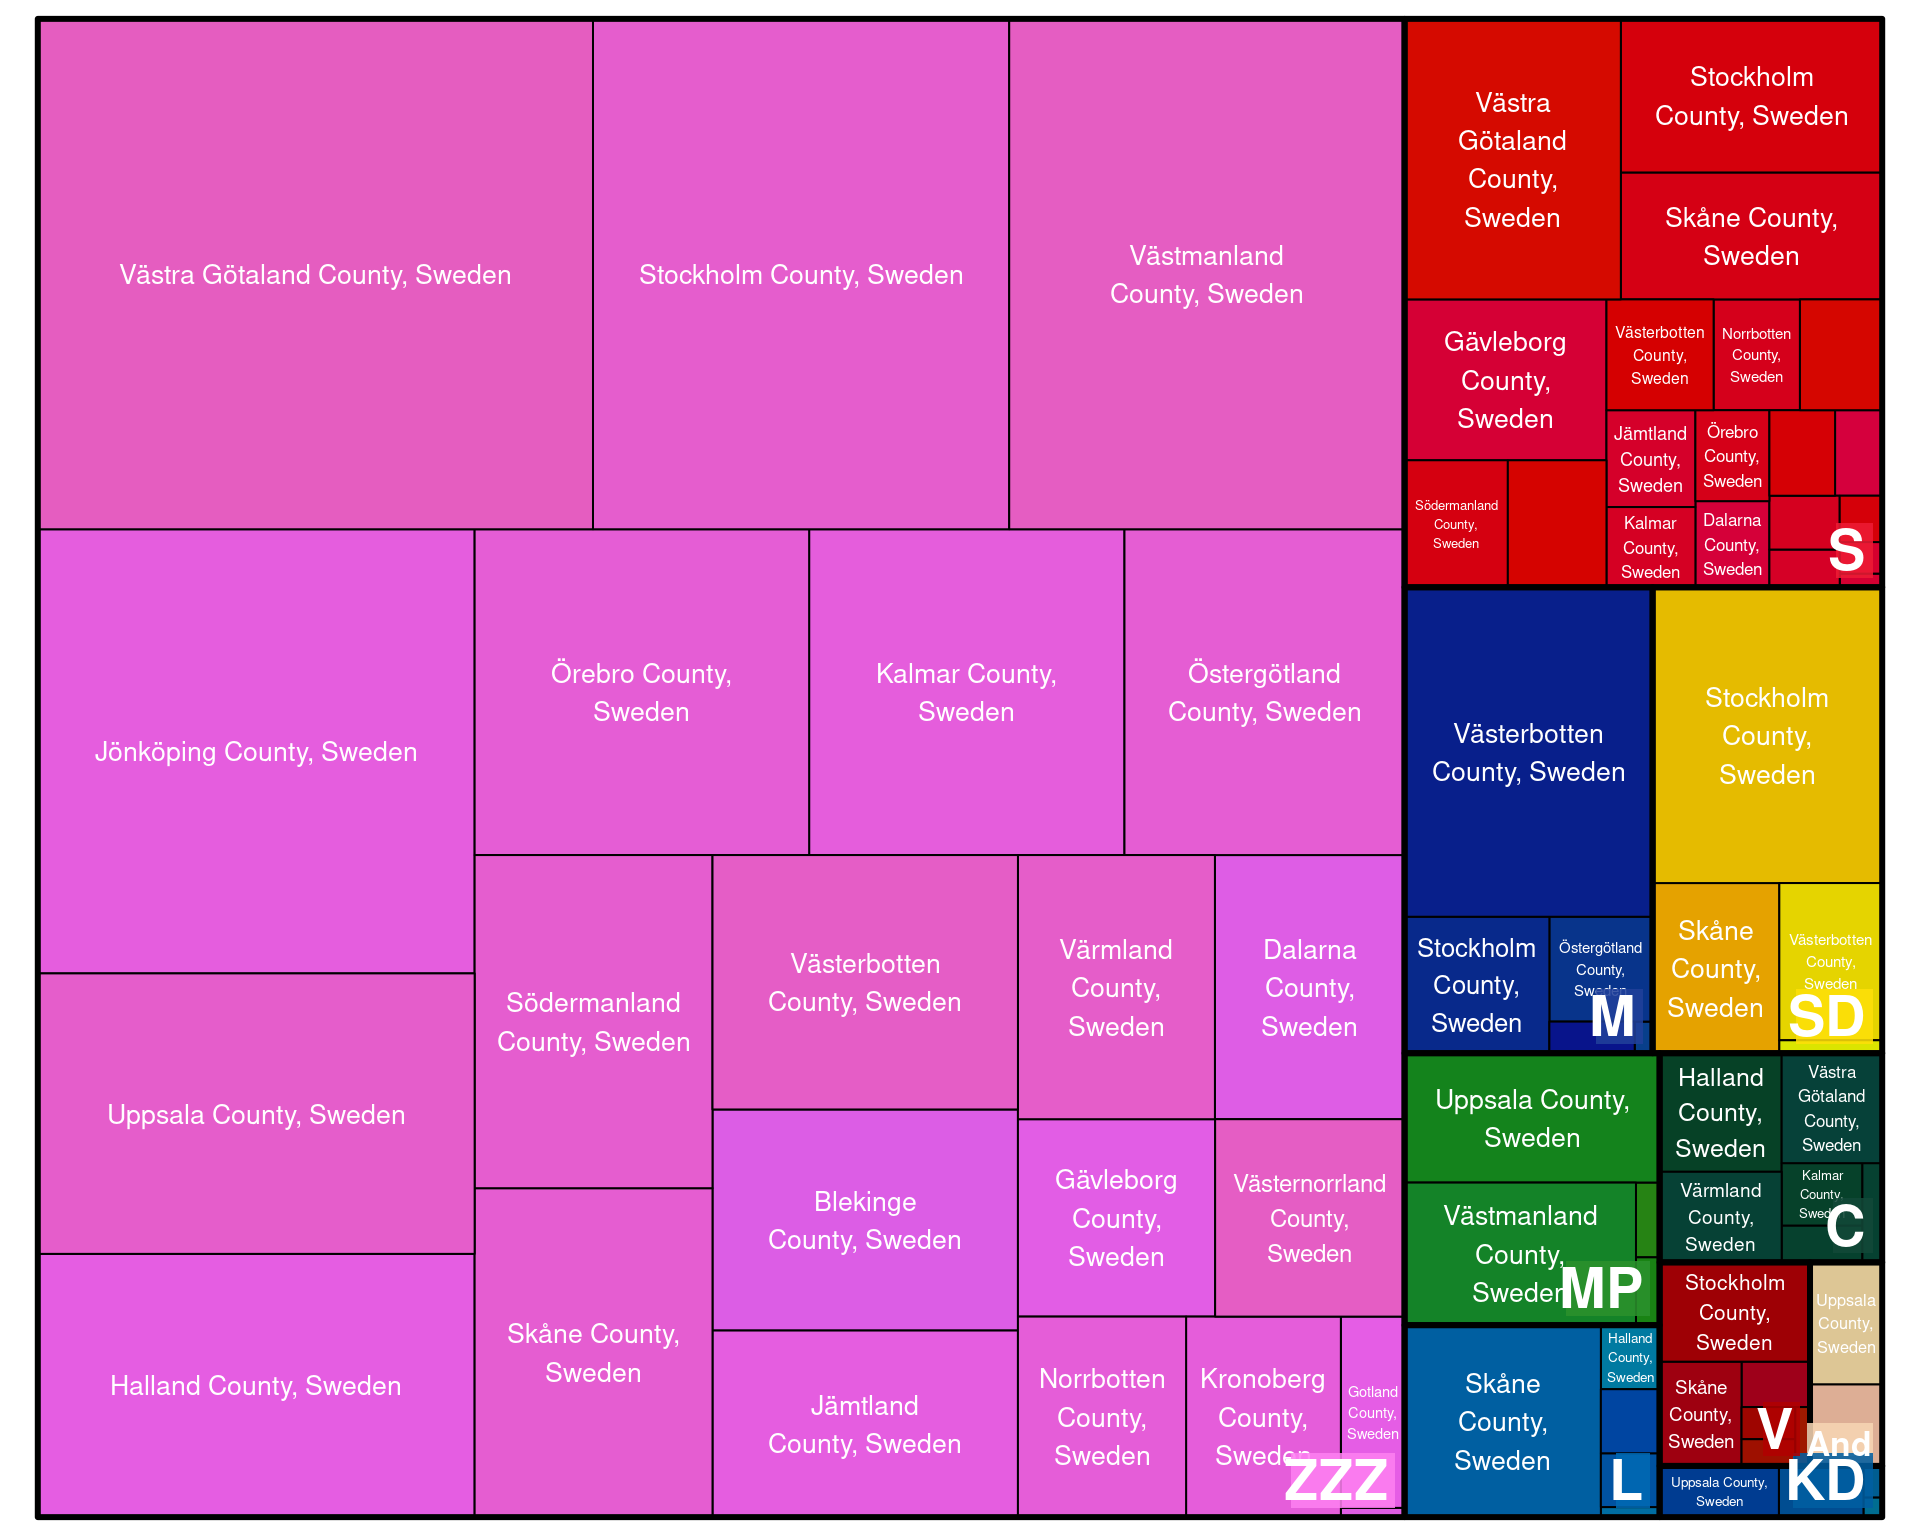 Västra Götaland County, Sweden
Stockholm County, Sweden
Västmanland
County, Sweden
Jönköping County, Sweden
Örebro County,
Sweden
Kalmar County,
Sweden
Östergötland
County, Sweden
Uppsala County, Sweden
Halland County, Sweden
Södermanland
County, Sweden
Skåne County,
Sweden
Västerbotten
County, Sweden
Blekinge
County, Sweden
Jämtland
County, Sweden
Värmland
County,
Sweden
Dalarna
County,
Sweden
Gävleborg
County,
Sweden
Västernorrland
County,
Sweden
Norrbotten
County,
Sweden
Kronoberg
County,
Sweden
Gotland
County,
Sweden
ZZZ
Västra
Götaland
County,
Sweden
Stockholm
County, Sweden
Skåne County,
Sweden
Gävleborg
County,
Sweden
Västerbotten
County,
Sweden
Norrbotten
County,
Sweden
Södermanland
County,
Sweden
Jämtland
County,
Sweden
Örebro
County,
Sweden
Kalmar
County,
Sweden
Dalarna
County,
Sweden
S
Västerbotten
County, Sweden
Stockholm
County,
Sweden
Östergötland
County,
Sweden
M
Stockholm
County,
Sweden
Skåne
County,
Sweden
Västerbotten
County,
Sweden
SD
Uppsala County,
Sweden
Västmanland
County,
Sweden
MP
Halland
County,
Sweden
Västra
Götaland
County,
Sweden
Värmland
County,
Sweden
Kalmar
County,
Sweden
C
Skåne
County,
Sweden
Halland
County,
Sweden
L
Stockholm
County,
Sweden
Skåne
County,
Sweden
V
Uppsala
County,
Sweden
And
Uppsala County,
Sweden
KD